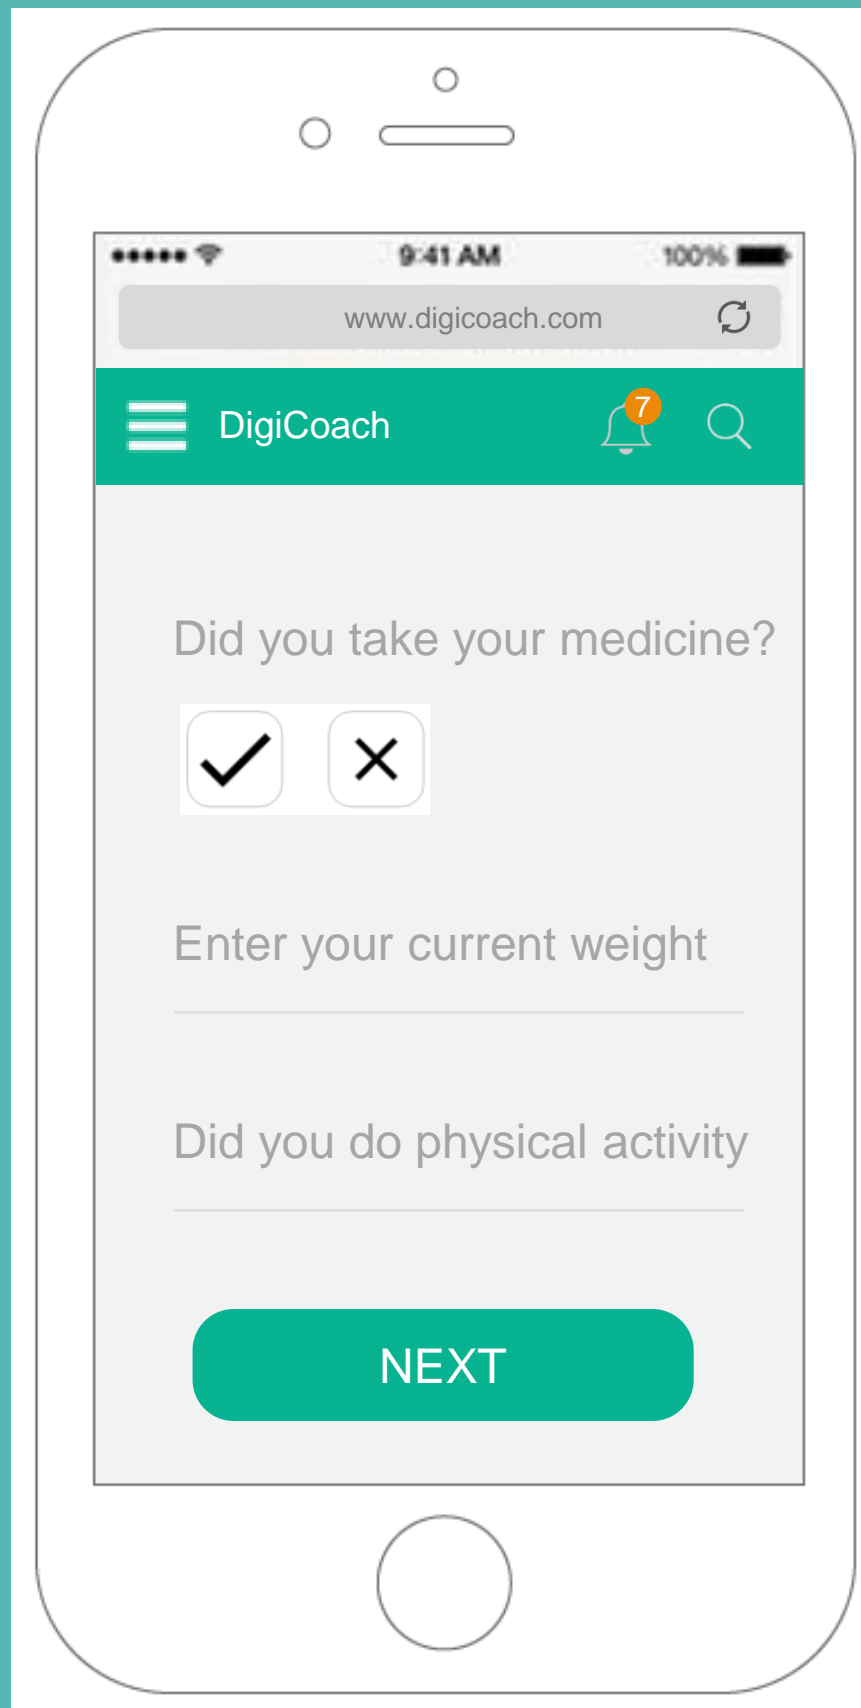 9:41 AM 100%
www.digicoach.com
DigiCoach 7
Did you take your medicine?
Enter your current weight
Did you do physical activity
NEXT